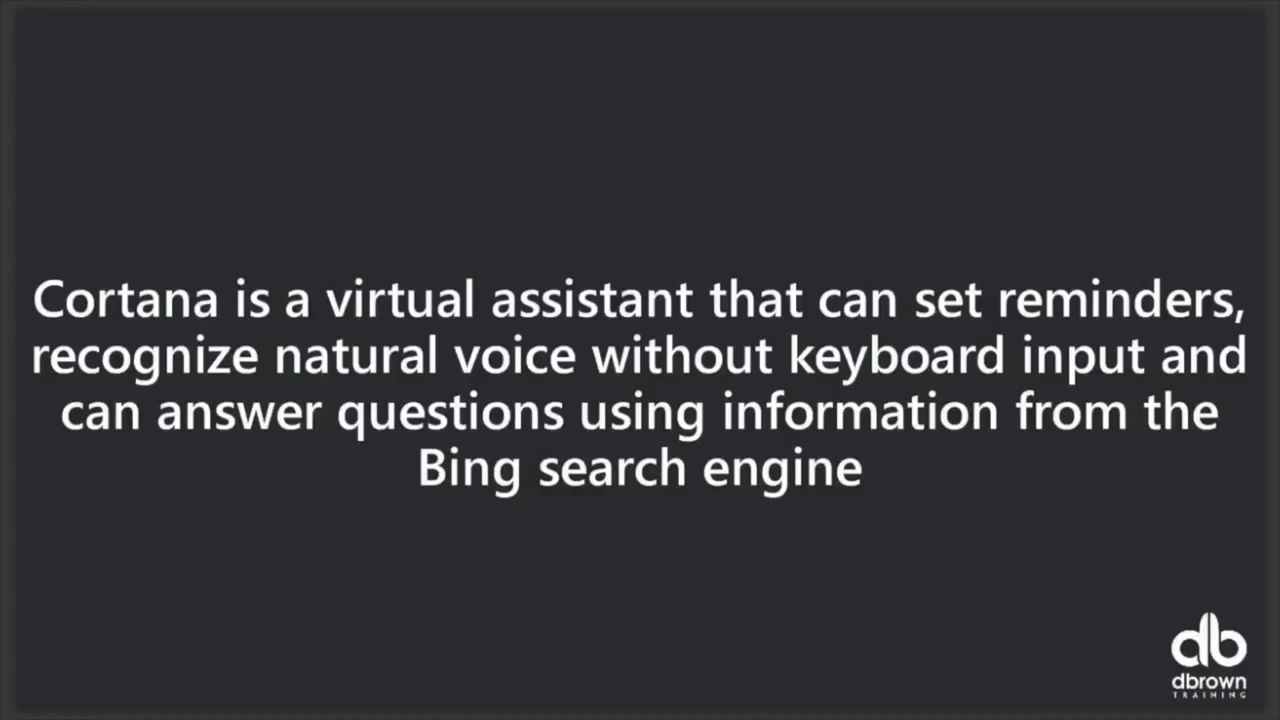 Cortana is a virtual assistant that can set reminders,
recognize natural voice without keyboard input and
can answer questions using information from the
Bing search engine
db
dbrown
TRAINING